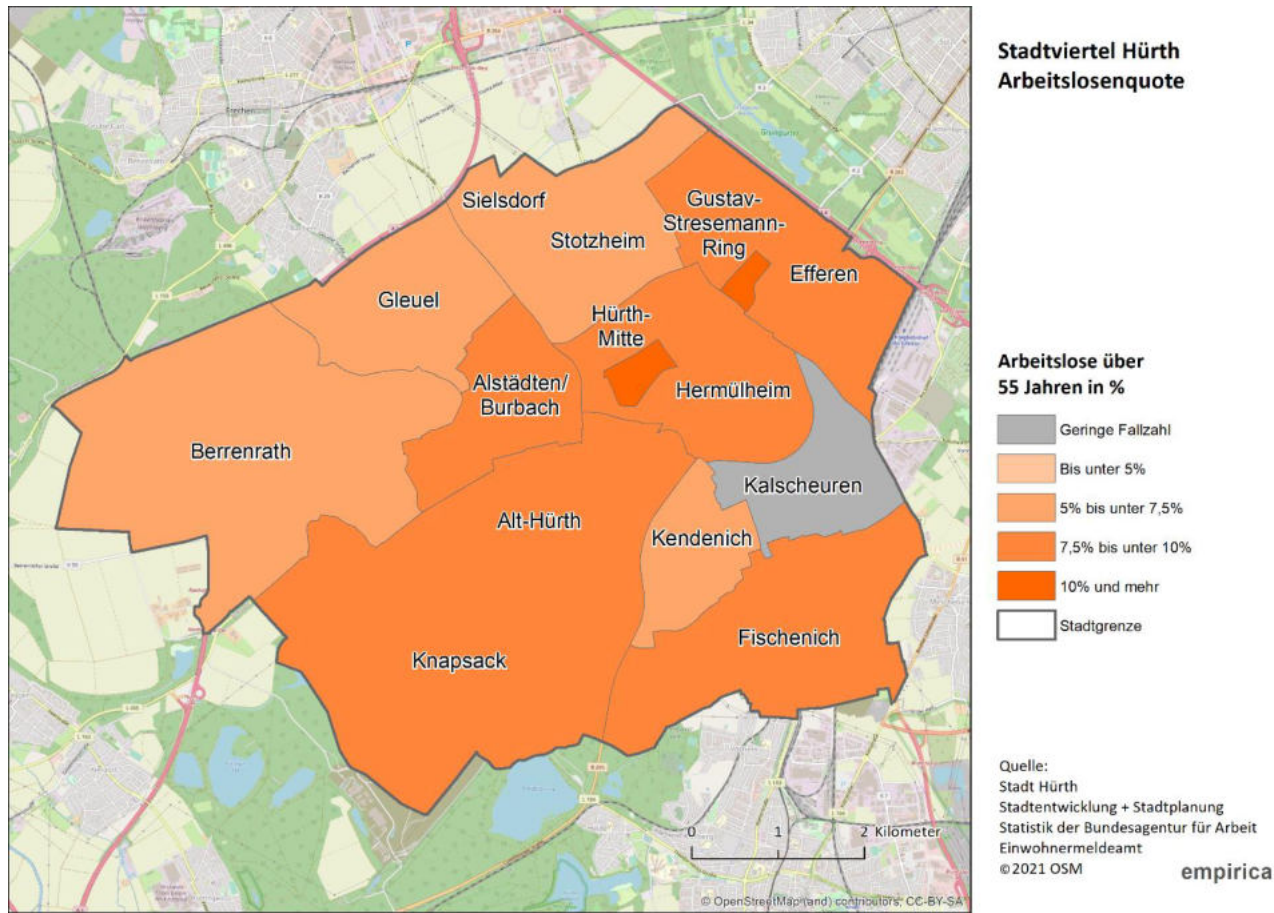 Stadtviertel Hürth
Arbeitslosenquote
Sielsdorf
Stotzheim
Gustav-
Stresemann-
Ring
Efferen
Gleuel
Hürth-
Mitte
Alstädten/
Burbach
Hermülheim
Berrenrath
Kalscheuren
Alt-Hürth
Kendenich
Knapsack
Fischenich
Arbeitslose über
55 Jahren in %
Geringe Fallzahl
Bis unter 5%
5% bis unter 7,5%
7,5% bis unter 10%
10% und mehr
Stadtgrenze
0 1 2 Kilometer
© OpenStreetMap (and) contributors, CC-BY-SA
Quelle:
Stadt Hürth
Stadtentwicklung + Stadtplanung
Statistik der Bundesagentur für Arbeit
Einwohnermeldeamt
©2021 OSM
empirica